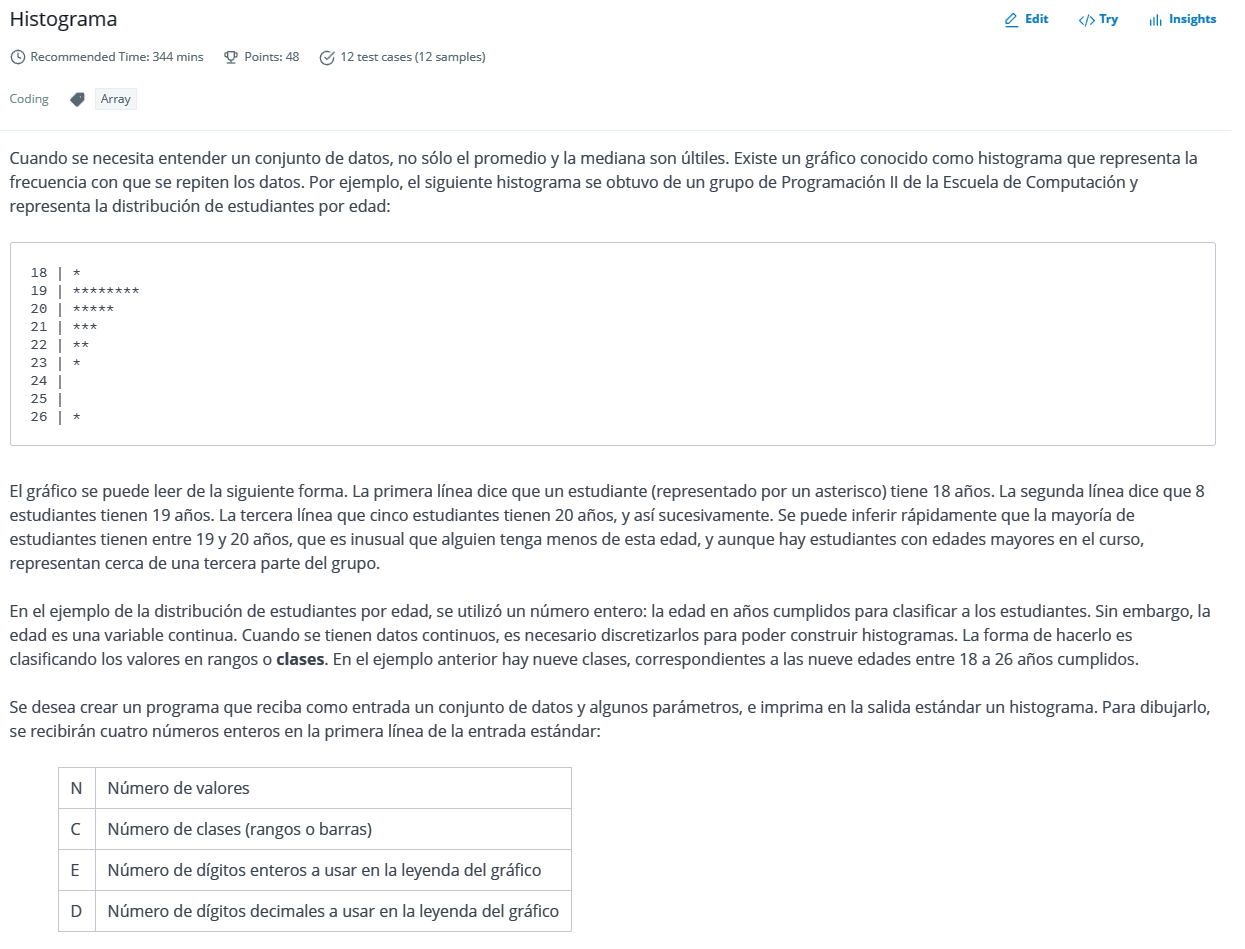 Histograma
Edit
Try
Insights
Recommended Time: 344 mins
Points: 48
12 test cases (12 samples)
Coding
Array
Cuando se necesita entender un conjunto de datos, no sólo el promedio y la mediana son últiles. Existe un gráfico conocido como histograma que representa la
frecuencia con que se repiten los datos. Por ejemplo, el siguiente histograma se obtuvo de un grupo de Programación II de la Escuela de Computación y
representa la distribución de estudiantes por edad:
18 | *
19 | ********
20 | *****
21 | ***
22 | **
23 | *
24 |
25 |
26 | *
El gráfico se puede leer de la siguiente forma. La primera línea dice que un estudiante (representado por un asterisco) tiene 18 años. La segunda línea dice que 8
estudiantes tienen 19 años. La tercera línea que cinco estudiantes tienen 20 años, y así sucesivamente. Se puede inferir rápidamente que la mayoría de
estudiantes tienen entre 19 y 20 años, que es inusual que alguien tenga menos de esta edad, y aunque hay estudiantes con edades mayores en el curso,
representan cerca de una tercera parte del grupo.
En el ejemplo de la distribución de estudiantes por edad, se utilizó un número entero: la edad en años cumplidos para clasificar a los estudiantes. Sin embargo, la
edad es una variable continua. Cuando se tienen datos continuos, es necesario discretizarlos para poder construir histogramas. La forma de hacerlo es
clasificando los valores en rangos o clases. En el ejemplo anterior hay nueve clases, correspondientes a las nueve edades entre 18 a 26 años cumplidos.
Se desea crear un programa que reciba como entrada un conjunto de datos y algunos parámetros, e imprima en la salida estándar un histograma. Para dibujarlo,
se recibirán cuatro números enteros en la primera línea de la entrada estándar:
N Número de valores
C Número de clases (rangos o barras)
E Número de dígitos enteros a usar en la leyenda del gráfico
D Número de dígitos decimales a usar en la leyenda del gráfico